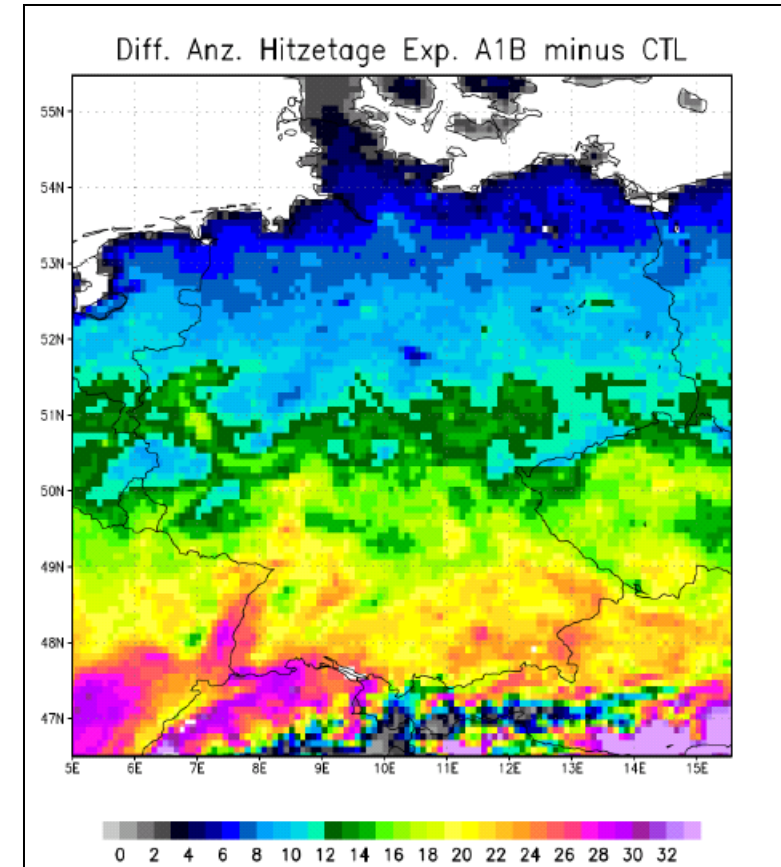 Diff. Anz. Hitzetage Exp. A1B minus CTL
55N
54N
53N
52N
51N
50N
49N
48N
47N
5E 6E 7E 8E 9E 10E 11E 12E 13E 14E 15E
0 2 4 6 8 10 12 14 16 18 20 22 24 26 28 30 32